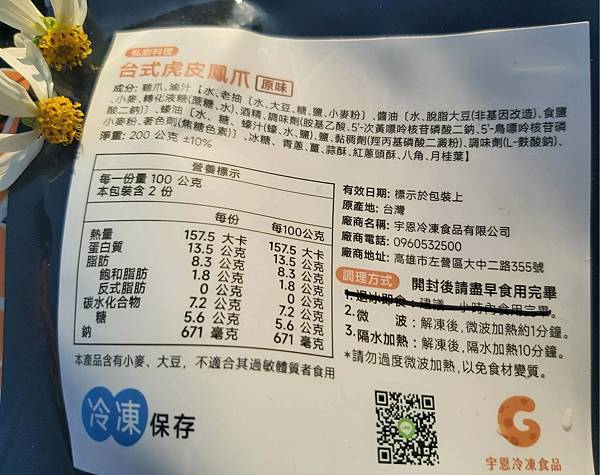 私廚料理
台式虎皮鳳爪 原味
成分: 雞爪、滷汁【水、老抽〔水、大豆、糖、鹽、小麥粉〕、醬油〔水、脫脂大豆(非基因改造)、食鹽
、小麥、轉化液糖(蔗糖、水)、酒精、調味劑(胺基乙酸、5'-次黃嘌呤核苷磷酸二鈉、5'-鳥嘌呤核苷磷
酸二鈉)〕、蠔油〔水、糖、蠔汁(蠔、水、鹽)、鹽、黏稠劑(羥丙基磷酸二澱粉)、調味劑(L-麩酸鈉)、
小麥粉、著色劑(焦糖色素)〕、冰糖、青蔥、薑、蒜酥、紅蔥頭酥、八角、月桂葉】
淨重: 200 公克 ±10%
營養標示
每一份量 100 公克
本包裝含 2 份
每份 每100公克
熱量 157.5 大卡 157.5 大卡
蛋白質 13.5 公克 13.5 公克
脂肪 8.3 公克 8.3 公克
飽和脂肪 1.8 公克 1.8 公克
反式脂肪 0 公克 0 公克
碳水化合物 7.2 公克 7.2 公克
糖 5.6 公克 5.6 公克
鈉 671 毫克 671 毫克
本產品含有小麥、大豆，不適合其過敏體質者食用
冷凍保存
有效日期: 標示於包裝上
原產地: 台灣
廠商名稱: 宇恩冷凍食品有限公司
廠商電話: 0960532500
廠商地址: 高雄市左營區大中二路355號
調理方式 開封後請盡早食用完畢
1.退冰即食：建議一小時內食用完畢。
2.微 波：解凍後，微波加熱約1分鐘。
3.隔水加熱：解凍後，隔水加熱10分鐘。
*請勿過度微波加熱，以免食材變質。
宇恩冷凍食品